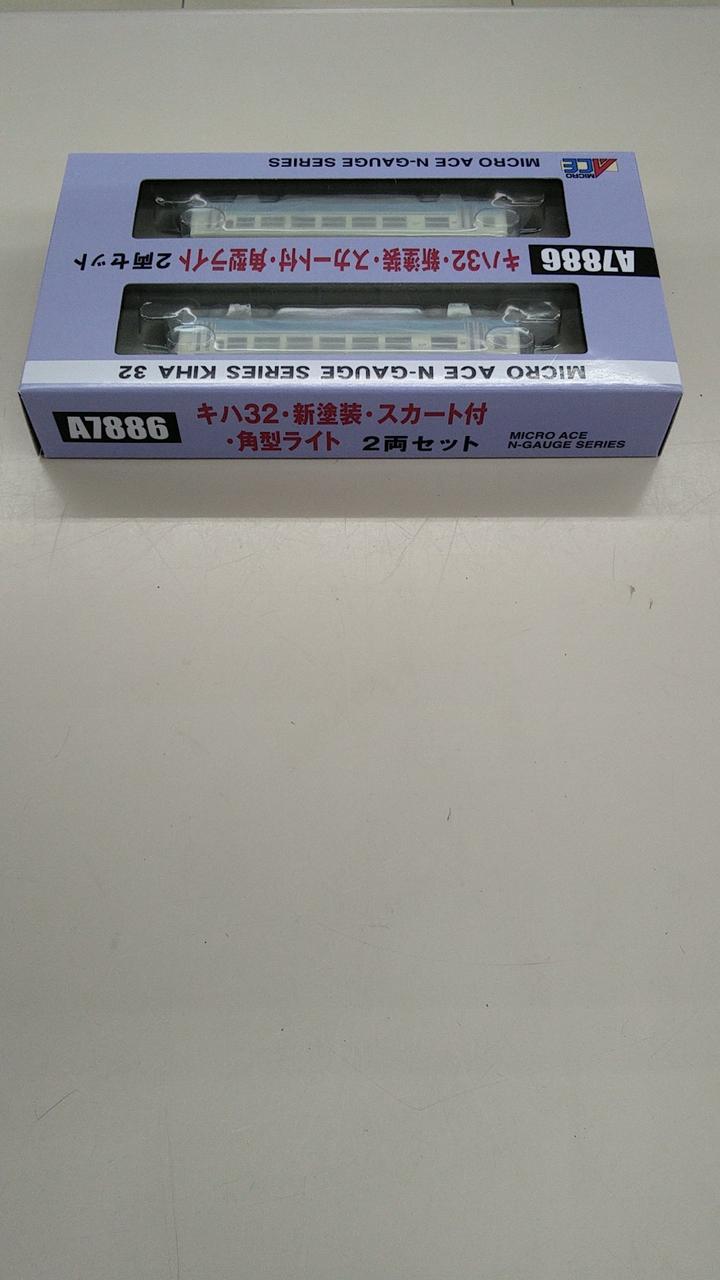 MICRO ACE N-GAUGE SERIES
MICRO ACE
A7886
キハ32・新塗装・スカート付・角型ライト 2両セット
MICRO ACE N-GAUGE SERIES KIHA 32
A7886
キハ32・新塗装・スカート付
・角型ライト 2両セット
MICRO ACE
N-GAUGE SERIES